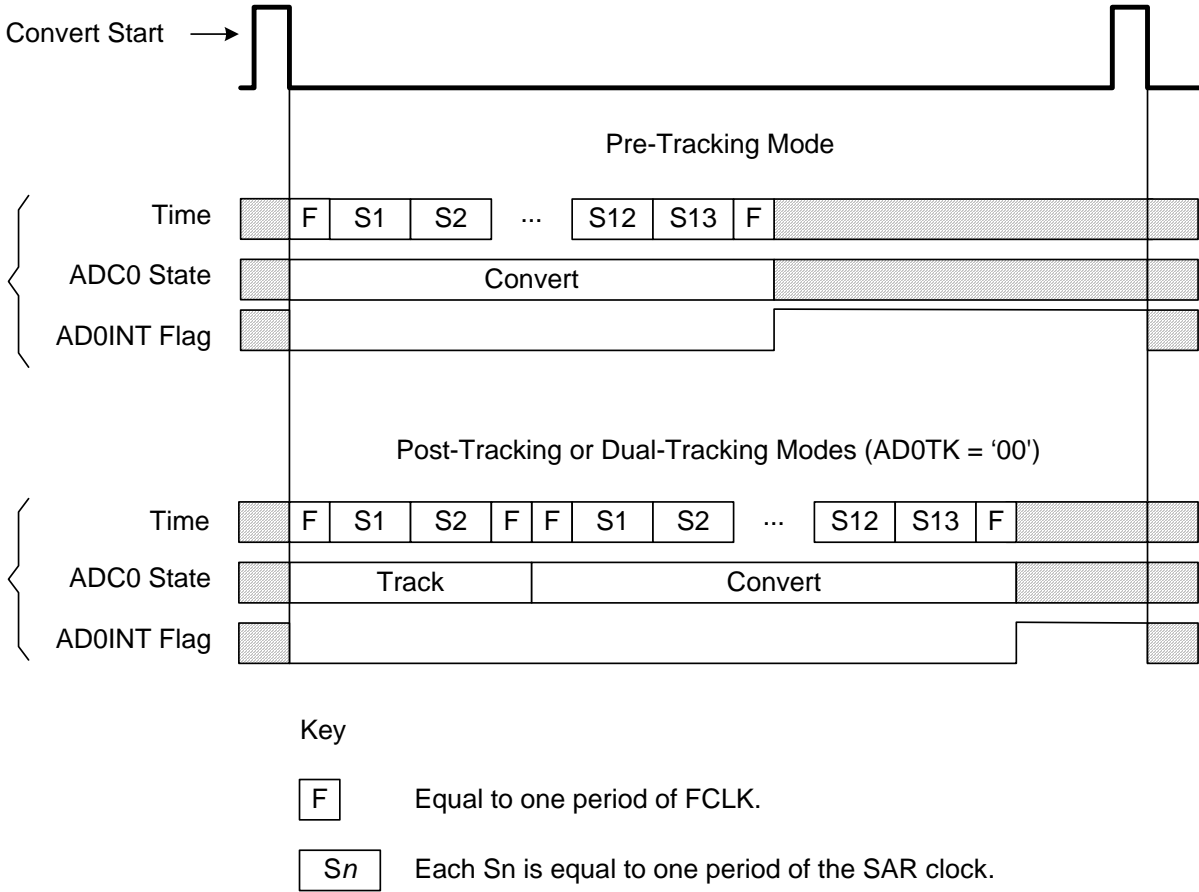 Convert Start
Pre-Tracking Mode
Time F S1 S2 ... S12 S13 F
ADC0 State Convert
AD0INT Flag
Post-Tracking or Dual-Tracking Modes (AD0TK = ‘00')
Time F S1 S2 F F S1 S2 ... S12 S13 F
ADC0 State Track Convert
AD0INT Flag
Key
F Equal to one period of FCLK.
Sn Each Sn is equal to one period of the SAR clock.